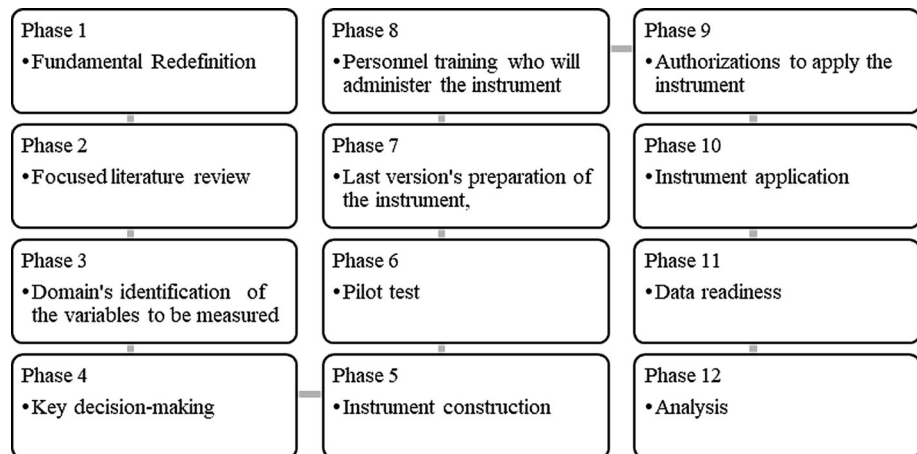 Phase 1
•Fundamental Redefinition
Phase 2
•Focused literature review
Phase 3
•Domain's identification of
the variables to be measured
Phase 4
•Key decision-making
Phase 5
•Instrument construction
Phase 6
•Pilot test
Phase 7
•Last version's preparation of
the instrument,
Phase 8
•Personnel training who will
administer the instrument
Phase 9
•Authorizations to apply the
instrument
Phase 10
•Instrument application
Phase 11
•Data readiness
Phase 12
•Analysis